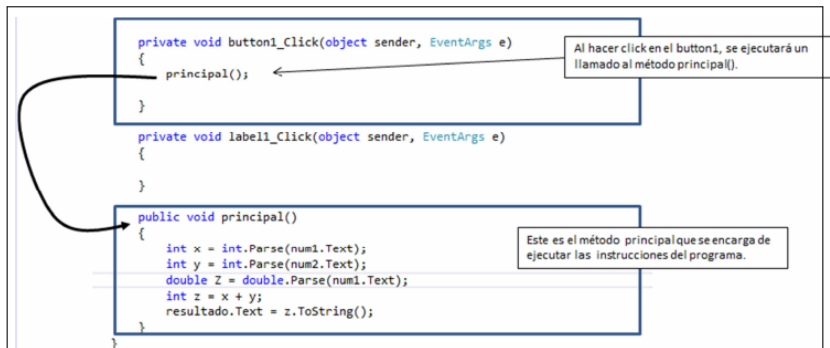 private void button1_Click(object sender, EventArgs e)
{
principal();
}
Al hacer click en el button1, se ejecutará un
llamado al método principal().
private void label1_Click(object sender, EventArgs e)
{
}
public void principal()
{
int x = int.Parse(num1.Text);
int y = int.Parse(num2.Text);
double Z = double.Parse(num1.Text);
int z = x + y;
resultado.Text = z.ToString();
}
Este es el método principal que se encarga de
ejecutar las instrucciones del programa.
}